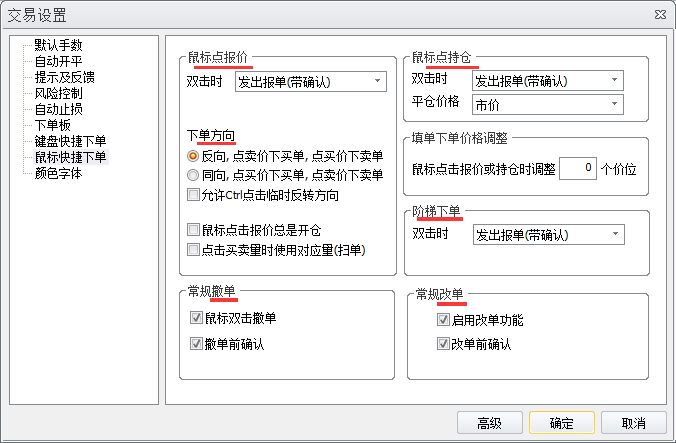 交易设置
默认手数
自动开平
提示及反馈
风险控制
自动止损
下单板
键盘快捷下单
鼠标快捷下单
颜色字体
鼠标点报价
双击时 发出报单(带确认)
下单方向
反向, 点卖价下买单, 点买价下卖单
同向, 点买价下买单, 点卖价下卖单
允许Ctrl点击临时反转方向
鼠标点击报价总是开仓
点击买卖量时使用对应量(扫单)
鼠标点持仓
双击时 发出报单(带确认)
平仓价格 市价
填单下单价格调整
鼠标点击报价或持仓时调整 0 个价位
阶梯下单
双击时 发出报单(带确认)
常规撤单
鼠标双击撤单
撤单前确认
常规改单
启用改单功能
改单前确认
高级 确定 取消